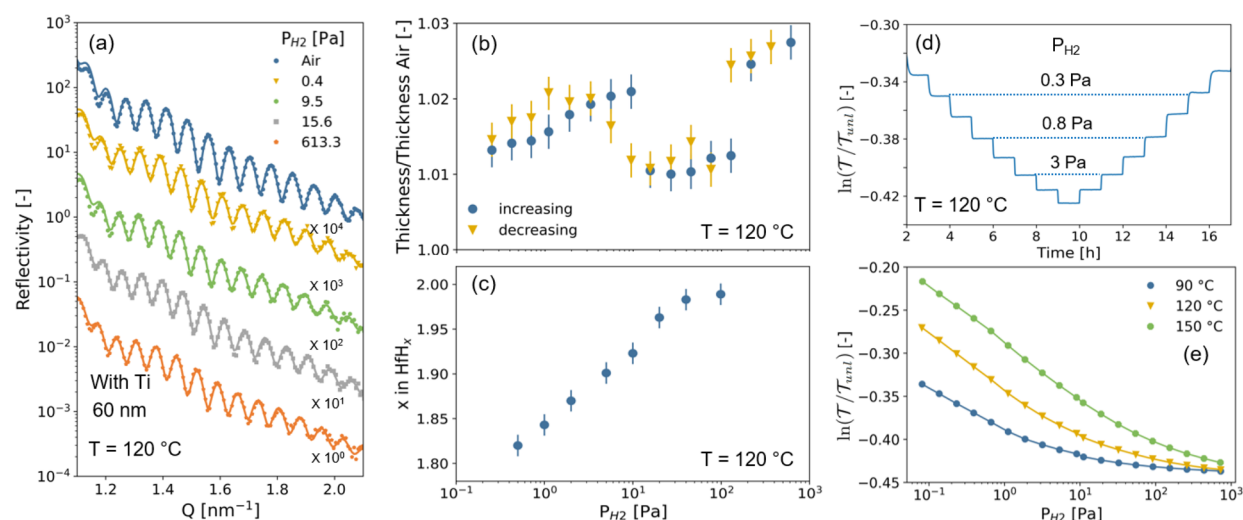 (a)
P_H2 [Pa]
Air
0.4
9.5
15.6
613.3
10³
10²
10¹
10⁰
10⁻¹
10⁻²
10⁻³
10⁻⁴
Reflectivity [-]
X 10⁴
X 10³
X 10²
X 10¹
X 10⁰
With Ti
60 nm
T = 120 °C
1.2
1.4
1.6
1.8
2.0
Q [nm⁻¹]
(b)
1.03
1.02
1.01
1.00
Thickness/Thickness Air [-]
increasing
decreasing
T = 120 °C
(c)
2.00
1.95
1.90
1.85
1.80
x in HfHₓ
T = 120 °C
10⁻¹
10⁰
10¹
10²
10³
P_H2 [Pa]
(d)
−0.30
−0.34
−0.38
−0.42
ln(𝒯/𝒯_unl) [-]
P_H2
0.3 Pa
0.8 Pa
3 Pa
T = 120 °C
2
4
6
8
10
12
14
16
Time [h]
−0.20
−0.25
−0.30
−0.35
−0.40
−0.45
ln(𝒯/𝒯_unl) [-]
90 °C
120 °C
150 °C
(e)
10⁻¹
10⁰
10¹
10²
10³
P_H2 [Pa]